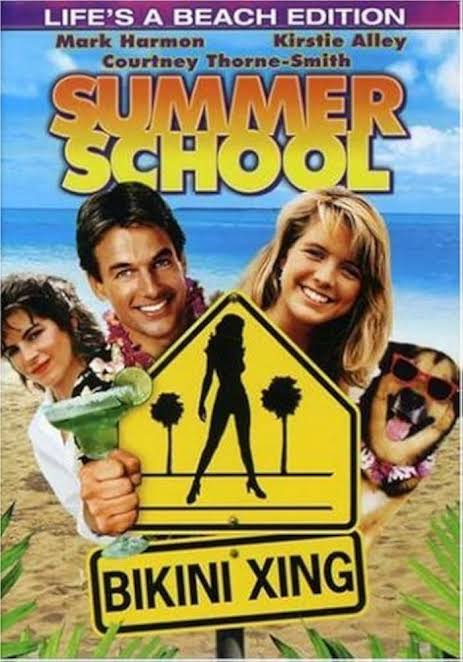 LIFE'S A BEACH EDITION
Mark Harmon Kirstie Alley
Courtney Thorne-Smith
SUMMER
SCHOOL
BIKINI XING